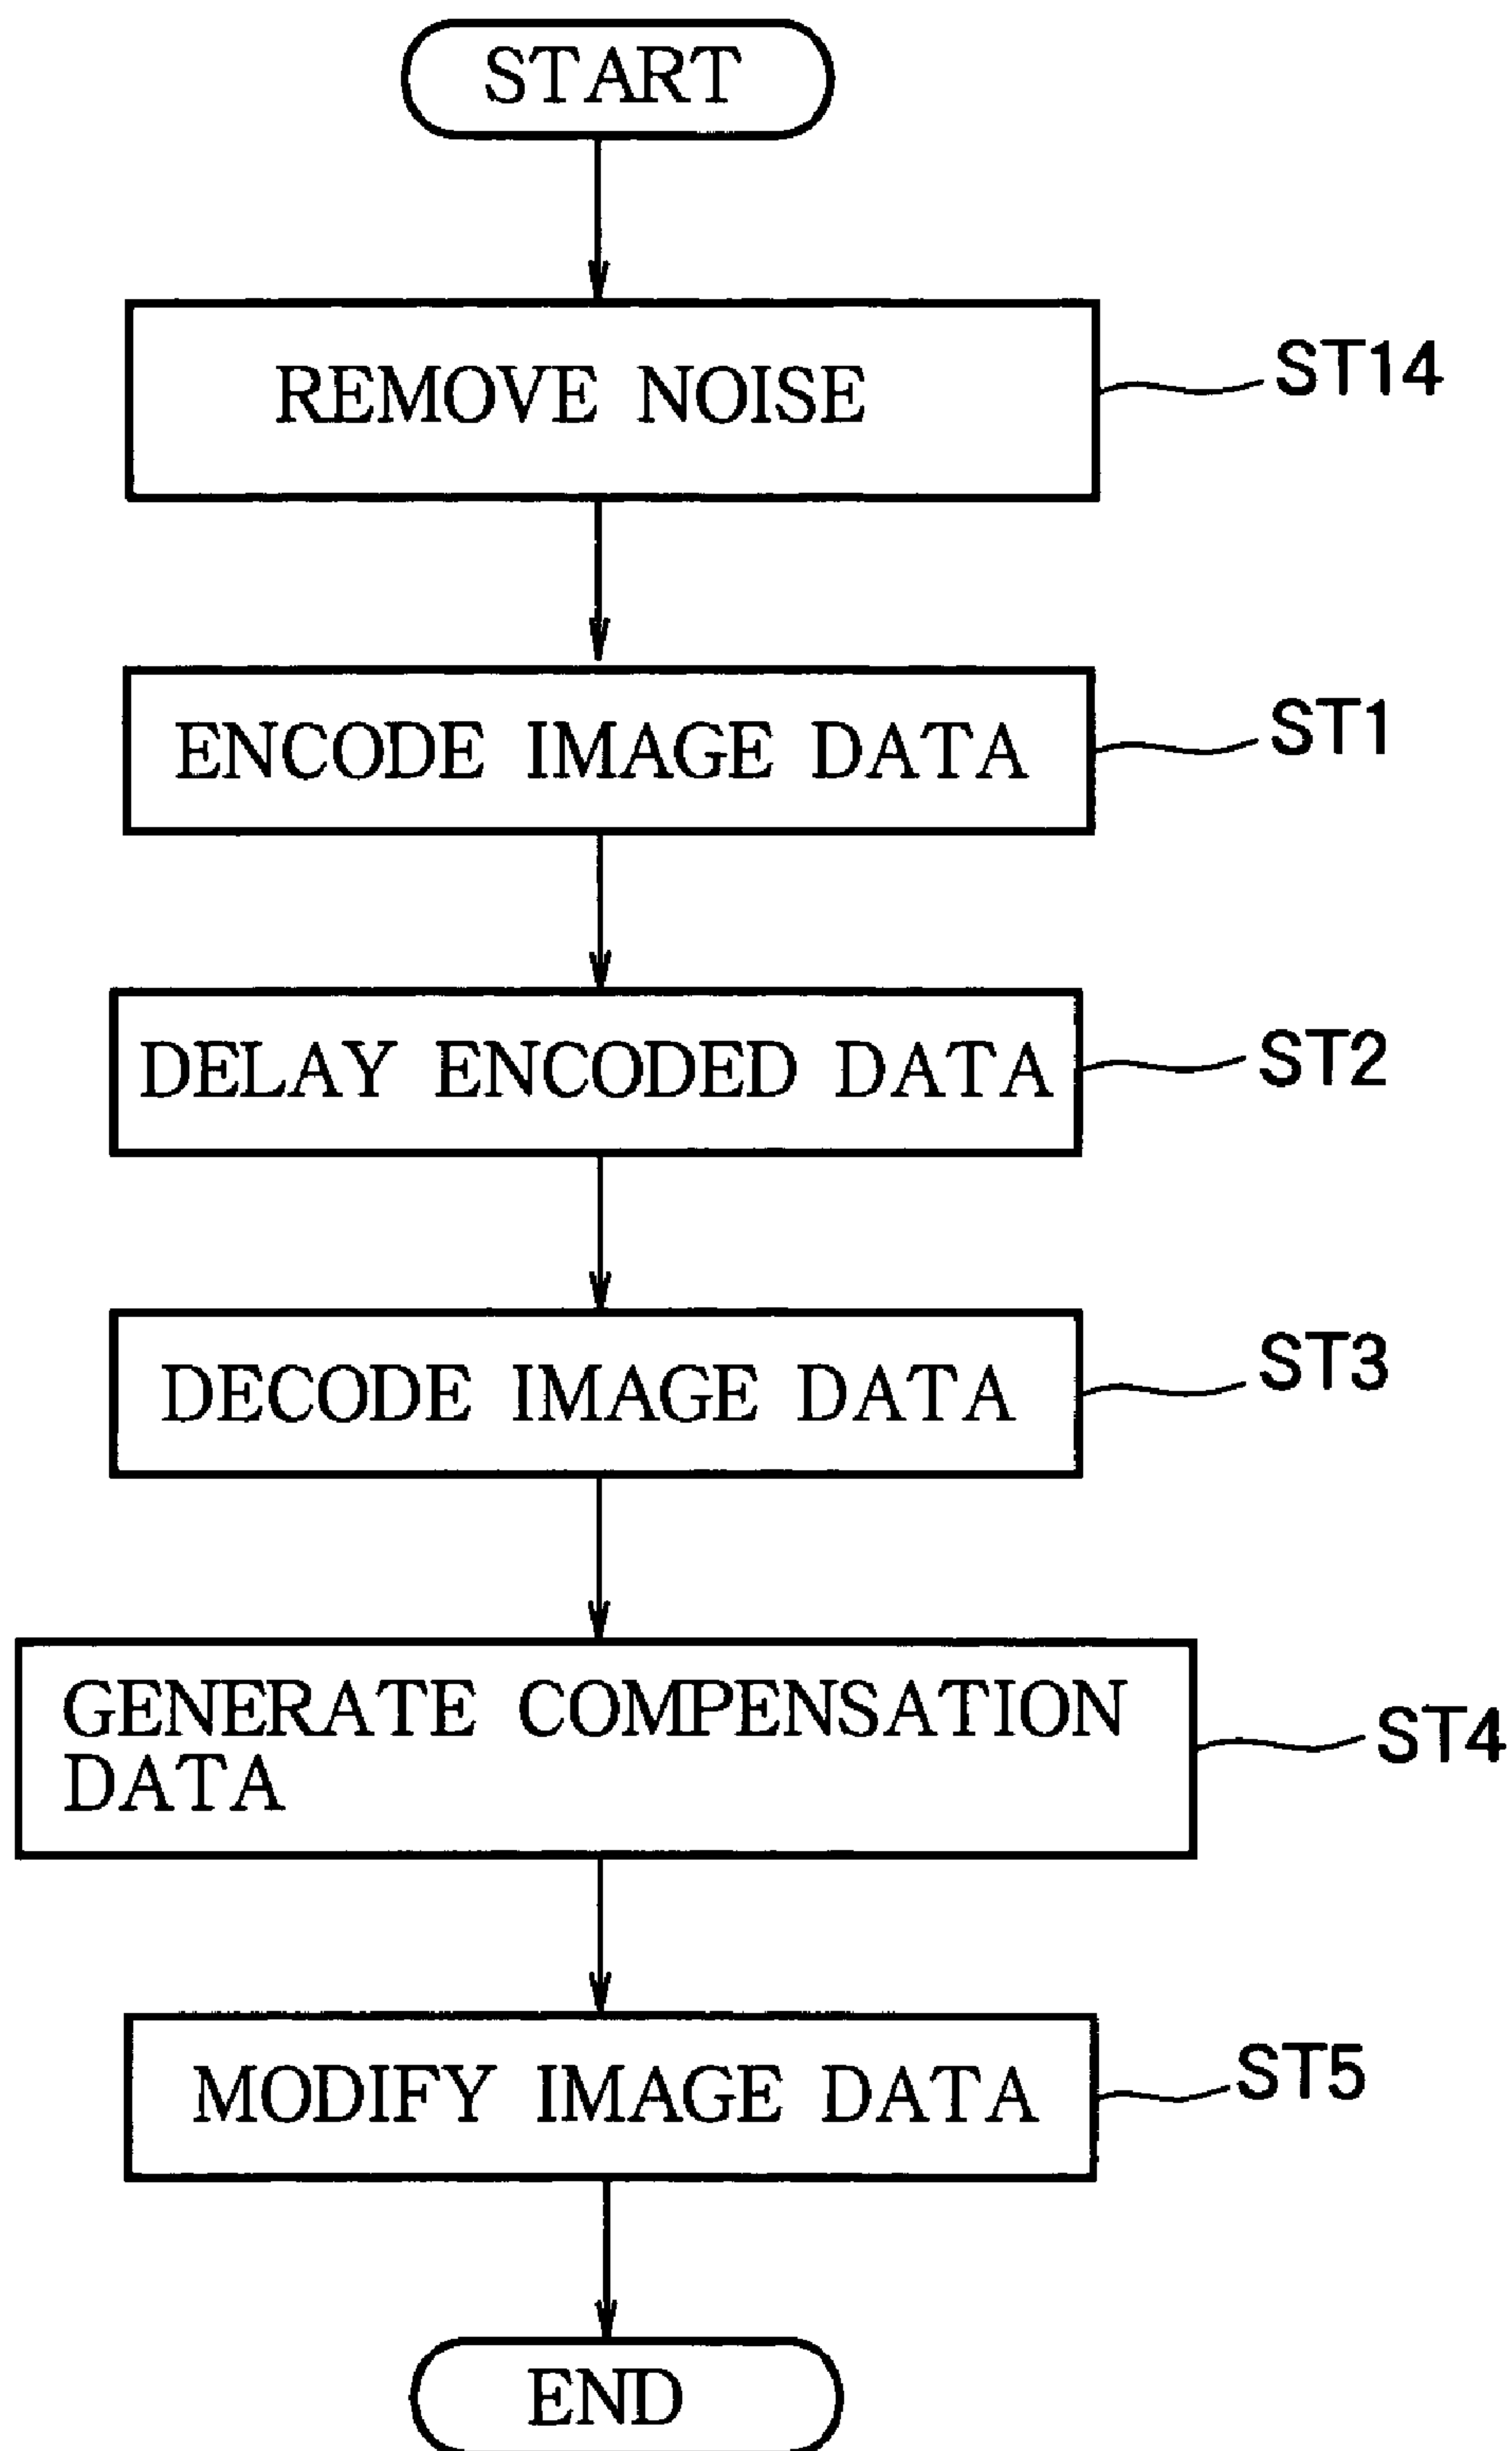 START
REMOVE NOISE
ST14
ENCODE IMAGE DATA
ST1
DELAY ENCODED DATA
ST2
DECODE IMAGE DATA
ST3
GENERATE COMPENSATION
DATA
ST4
MODIFY IMAGE DATA
ST5
END